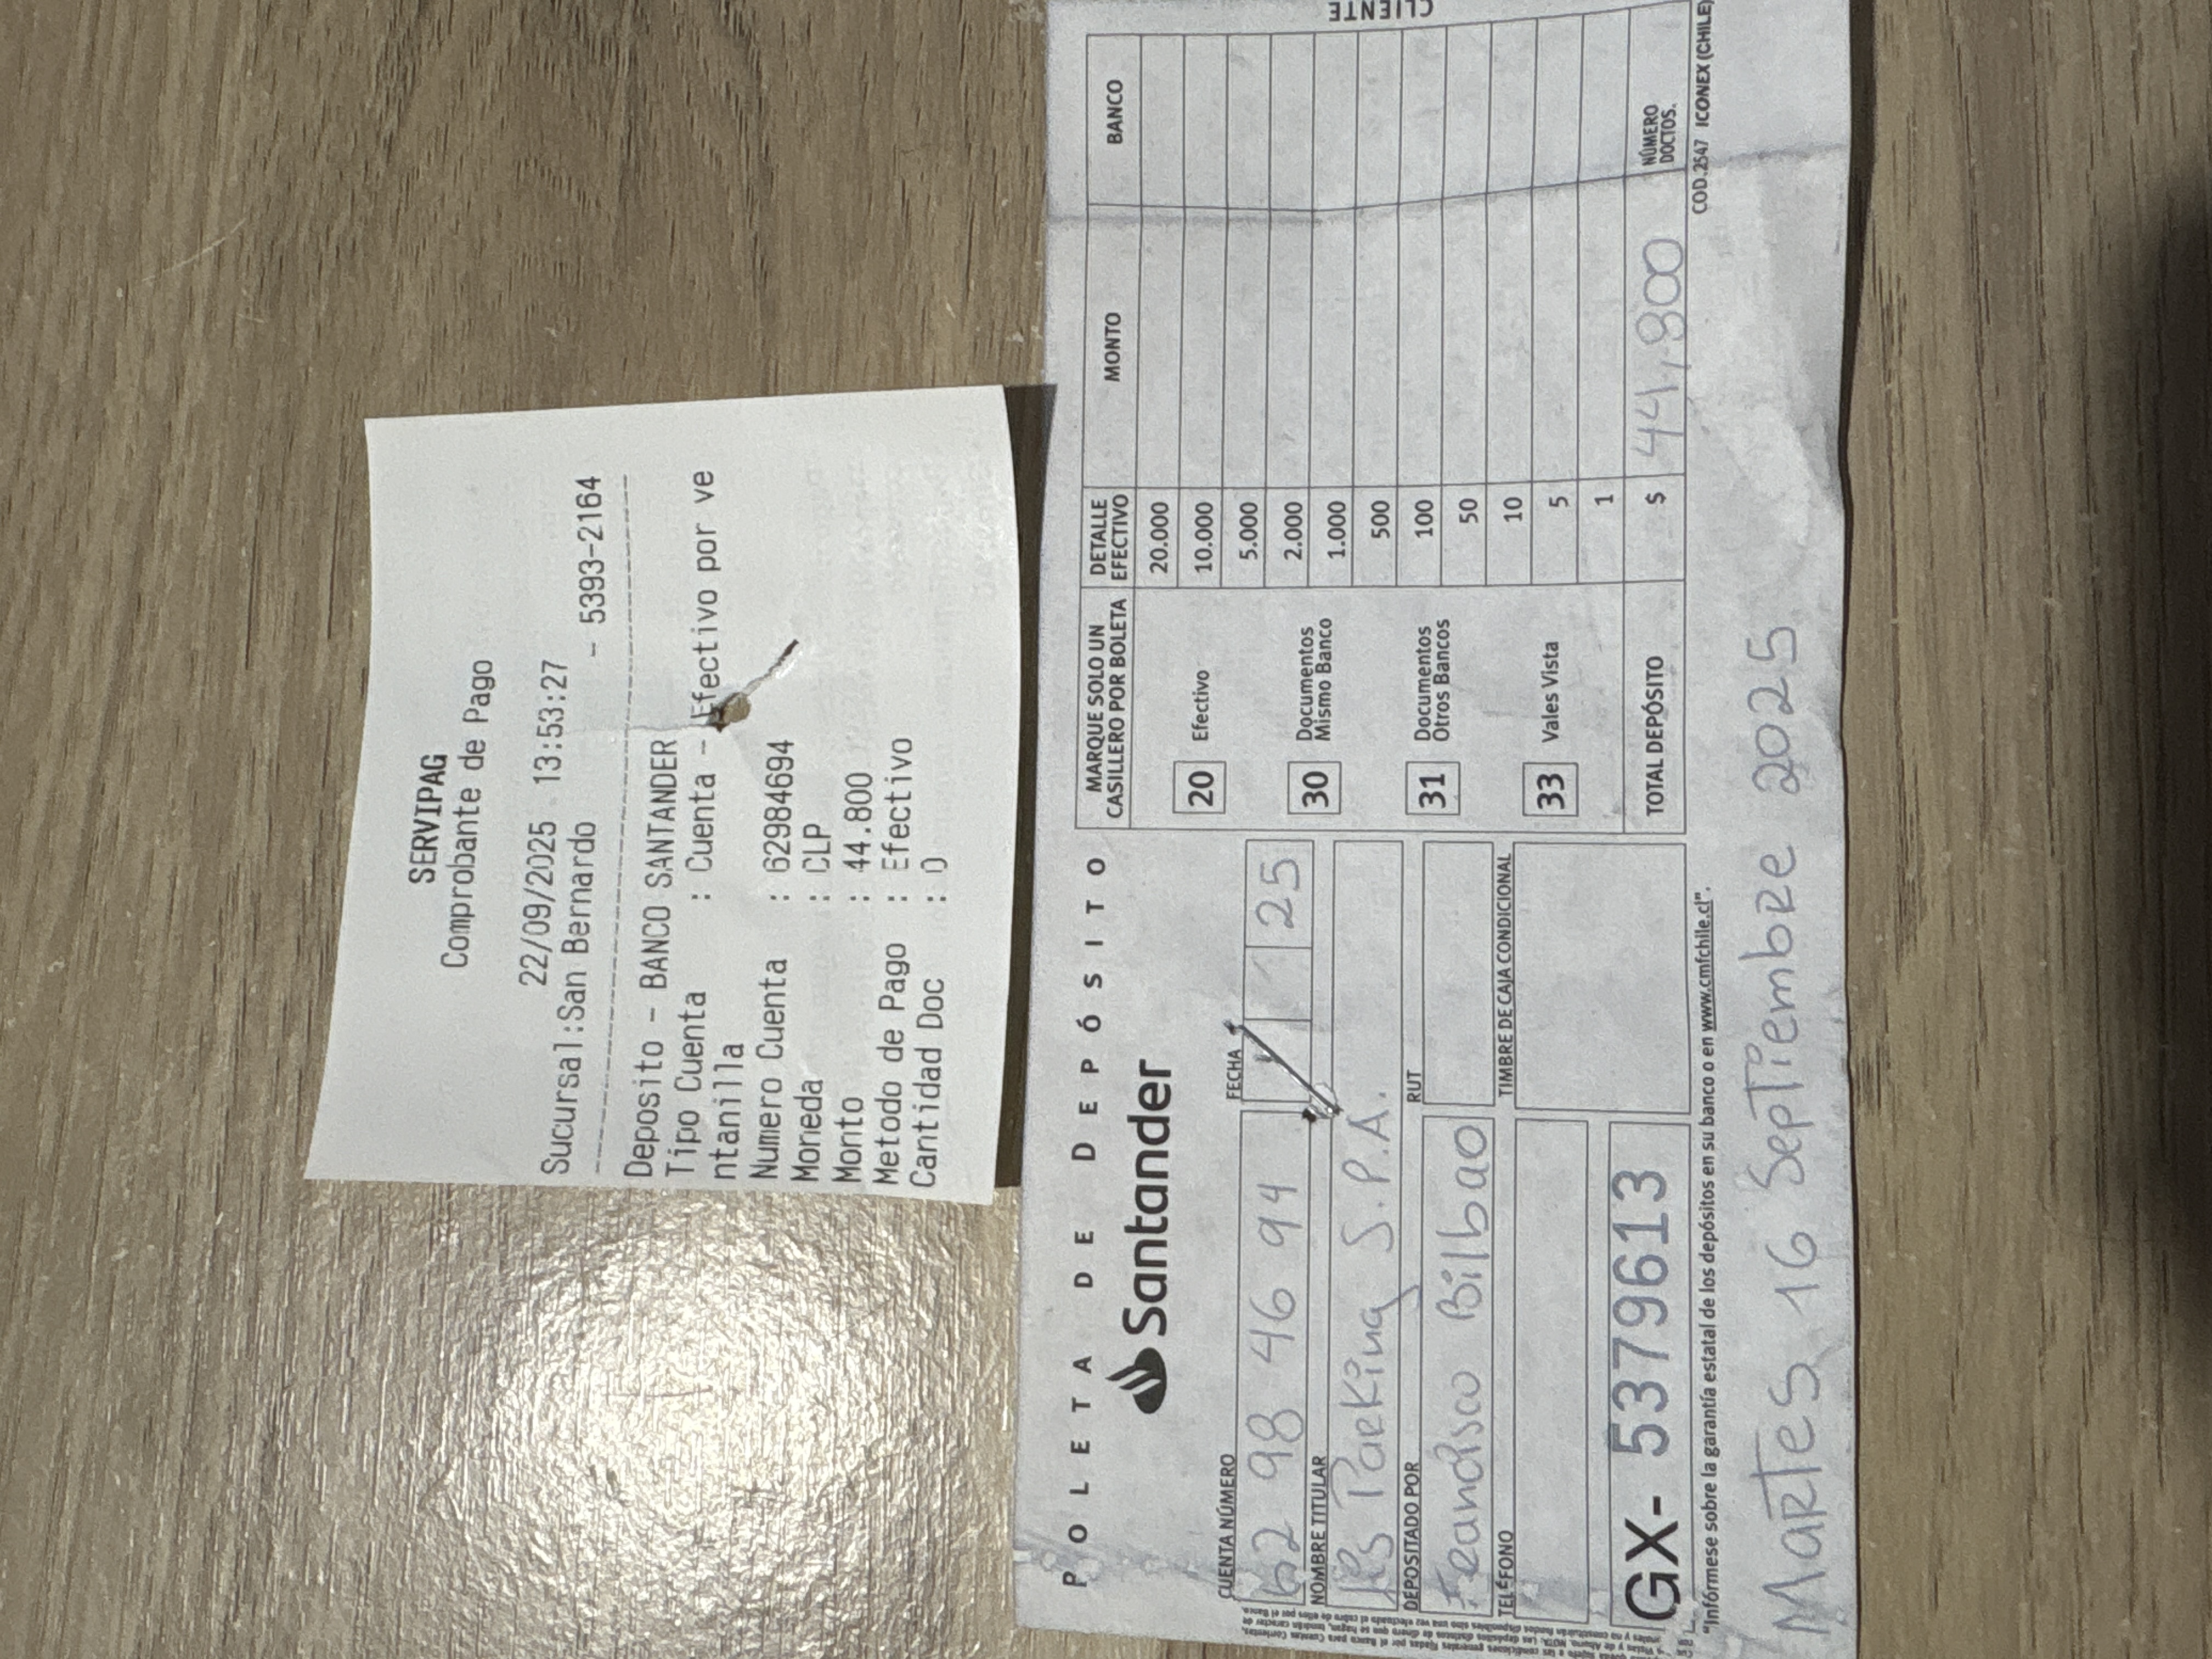 SERVIPAG
Comprobante de Pago
22/09/2025 13:53:27
Sucursal:San Bernardo - 5393-2164
Deposito - BANCO SANTANDER
Tipo Cuenta : Cuenta - Efectivo por ve
ntanilla
Numero Cuenta : 62984694
Moneda : CLP
Monto : 44.800
Metodo de Pago : Efectivo
Cantidad Doc : 0
POLETA DE DEPÓSITO
Santander
CUENTA NÚMERO
62 98 46 94
FECHA
25
NOMBRE TITULAR
Parking S.P.A.
DEPOSITADO POR
Bilbao
RUT
TELÉFONO
TIMBRE DE CAJA CONDICIONAL
GX- 5379613
MARQUE SOLO UN
CASILLERO POR BOLETA
20 Efectivo
30 Documentos
Mismo Banco
31 Documentos
Otros Bancos
33 Vales Vista
DETALLE
EFECTIVO
MONTO
BANCO
20.000
10.000
5.000
2.000
1.000
500
100
50
10
5
1
TOTAL DEPÓSITO $ 44,800
NÚMERO
DOCTOS.
CLIENTE
COD.2547 ICONEX (CHILE)
"Infórmese sobre la garantía estatal de los depósitos en su banco o en www.cmfchile.cl".
Martes 16 Septiembre 2025